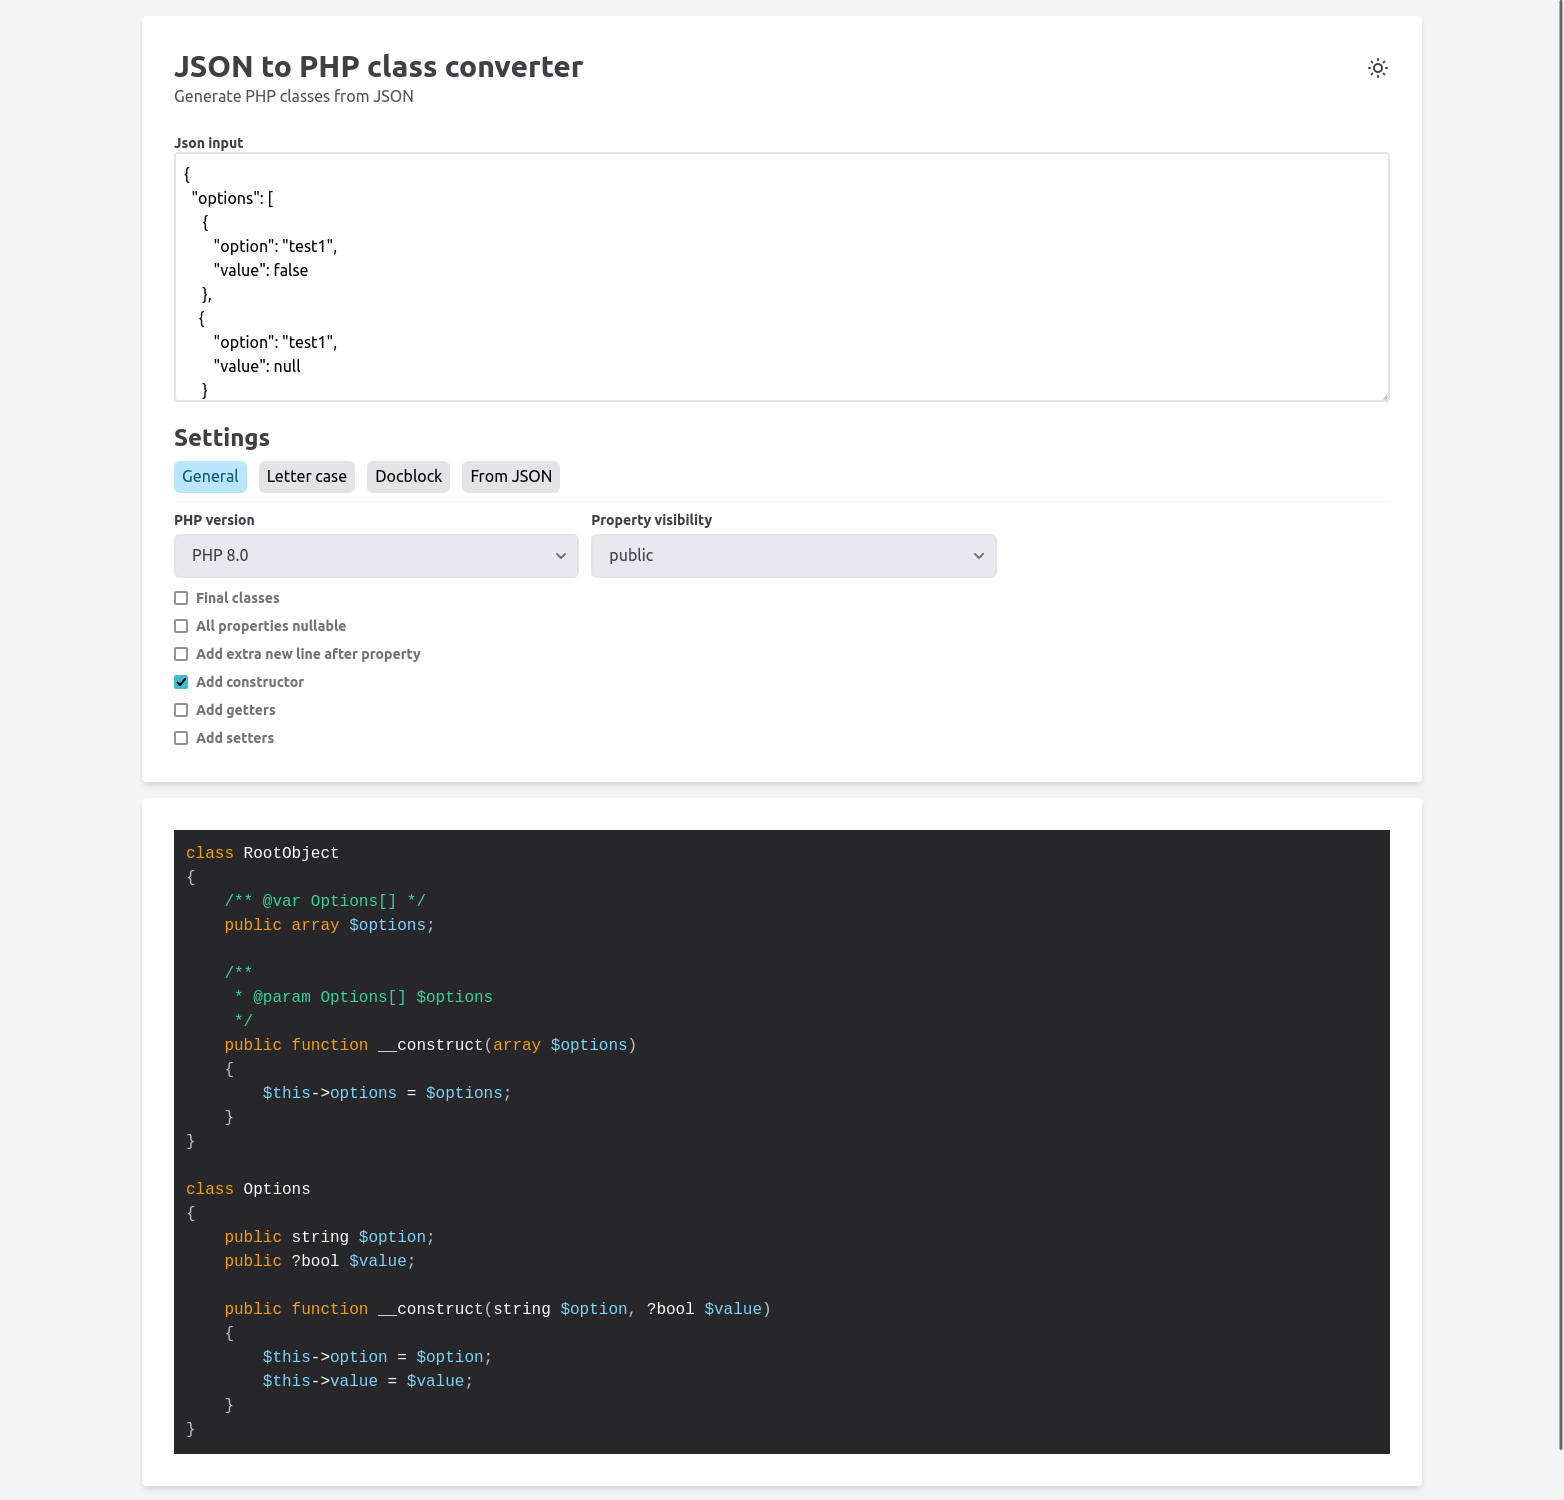 JSON to PHP class converter
Generate PHP classes from JSON
Json input
{
  "options": [
     {
        "option": "test1",
        "value": false
     },
    {
        "option": "test1",
        "value": null
     }
Settings
General Letter case Docblock From JSON
PHP version Property visibility
PHP 8.0 public
Final classes
All properties nullable
Add extra new line after property
Add constructor
Add getters
Add setters
class RootObject
{
    /** @var Options[] */
    public array $options;

    /**
     * @param Options[] $options
     */
    public function __construct(array $options)
    {
        $this->options = $options;
    }
}

class Options
{
    public string $option;
    public ?bool $value;

    public function __construct(string $option, ?bool $value)
    {
        $this->option = $option;
        $this->value = $value;
    }
}